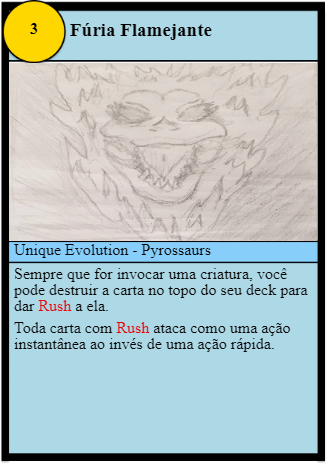 3
Fúria Flamejante
Unique Evolution - Pyrossaurs
Sempre que for invocar uma criatura, você
pode destruir a carta no topo do seu deck para
dar Rush a ela.
Toda carta com Rush ataca como uma ação
instantânea ao invés de uma ação rápida.